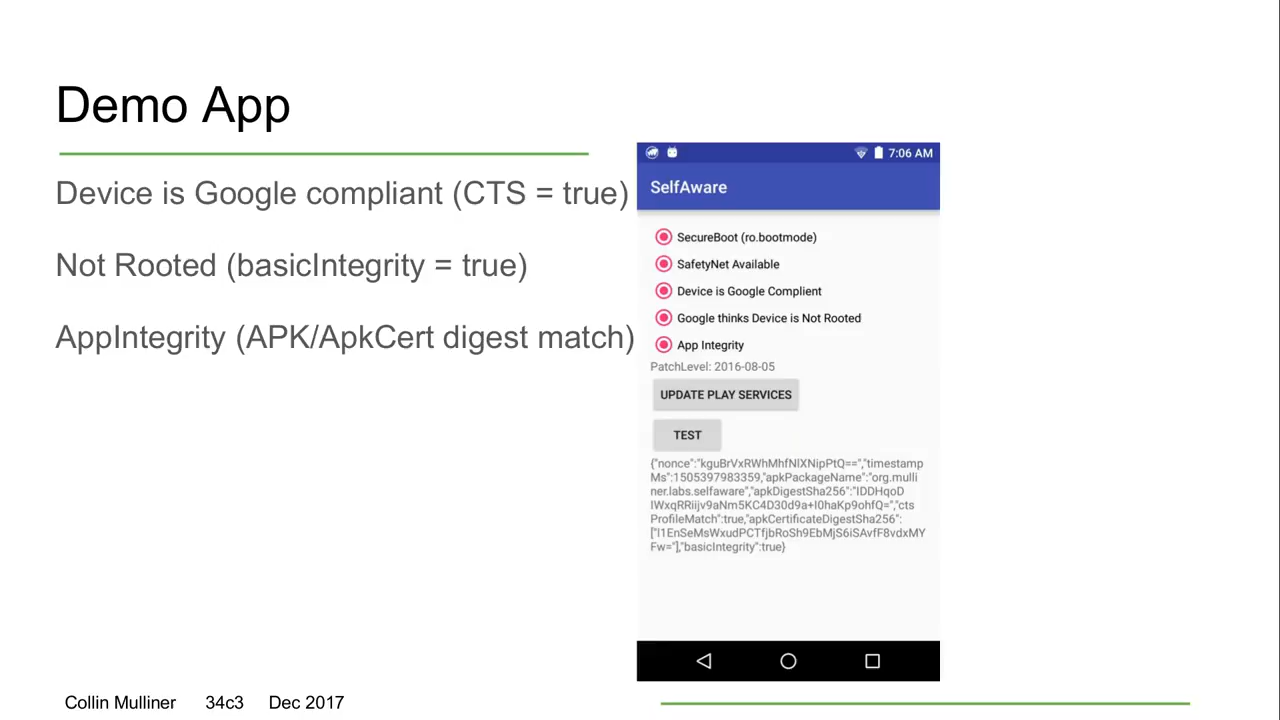 Demo App
Device is Google compliant (CTS = true)
Not Rooted (basicIntegrity = true)
AppIntegrity (APK/ApkCert digest match)
7:06 AM
SelfAware
SecureBoot (ro.bootmode)
SafetyNet Available
Device is Google Complient
Google thinks Device is Not Rooted
App Integrity
PatchLevel: 2016-08-05
UPDATE PLAY SERVICES
TEST
{"nonce":"kguBrVxRWhMhfNlXNipPtQ==","timestamp
Ms":1505397983359,"apkPackageName":"org.mulli
ner.labs.selfaware","apkDigestSha256":"IDDHqoD
lWxqRRiijv9aNm5KC4D30d9a+I0haKp9ohfQ=","cts
ProfileMatch":true,"apkCertificateDigestSha256":
["l1EnSeMsWxudPCTfjbRoSh9EbMjS6iSAvfF8vdxMY
Fw="],"basicIntegrity":true}
Collin Mulliner 34c3 Dec 2017